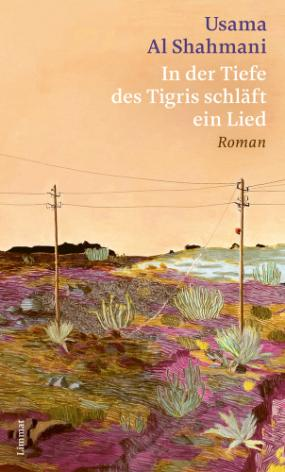 Usama
Al Shahmani
In der Tiefe
des Tigris schläft
ein Lied
Roman
Limmat